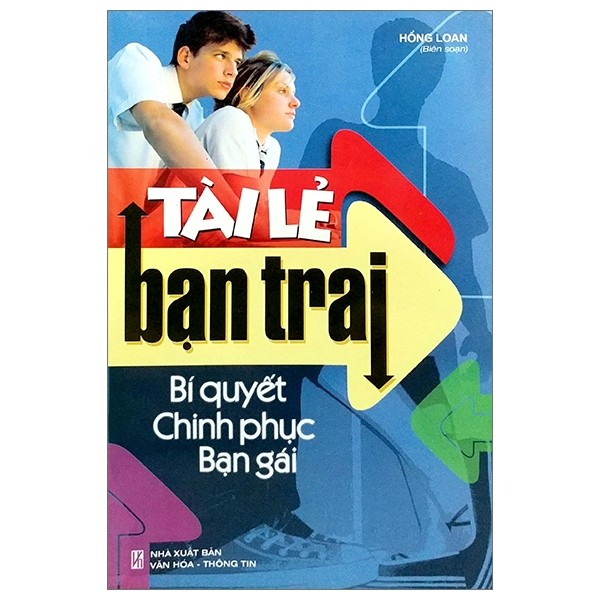 HỒNG LOAN
(Biên soạn)
TÀI LẺ
bạn trai
Bí quyết
Chinh phục
Bạn gái
NHÀ XUẤT BẢN
VĂN HÓA - THÔNG TIN